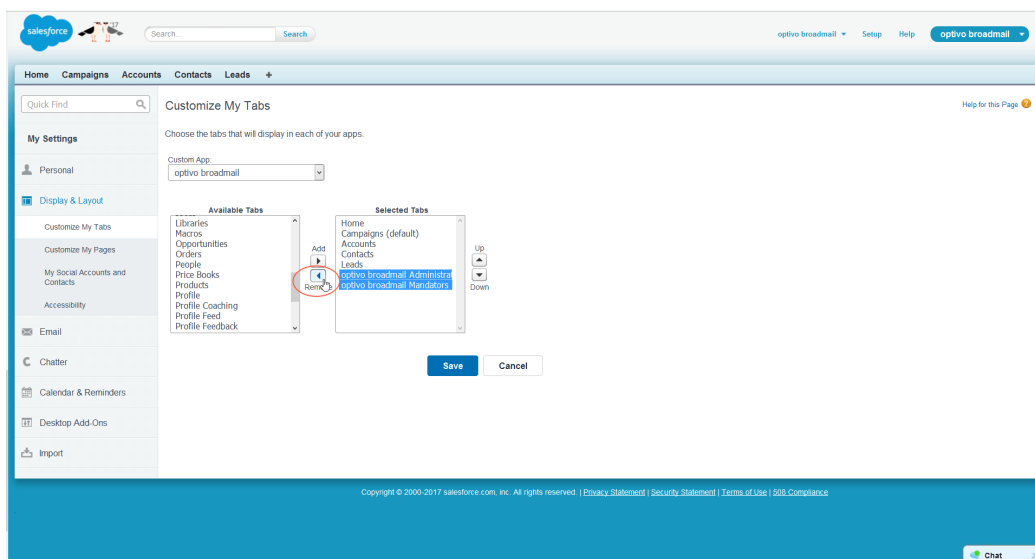 salesforce
'17
Search...
Search
optivo broadmail
Setup
Help
optivo broadmail
Home Campaigns Accounts Contacts Leads +
Quick Find
Customize My Tabs
Help for this Page
My Settings
Choose the tabs that will display in each of your apps.
Custom App:
optivo broadmail
Personal
Display & Layout
Customize My Tabs
Customize My Pages
My Social Accounts and
Contacts
Accessibility
Email
Chatter
Calendar & Reminders
Desktop Add-Ons
Import
Available Tabs
Libraries
Macros
Opportunities
Orders
People
Price Books
Products
Profile
Profile Coaching
Profile Feed
Profile Feedback
Add
Remove
Selected Tabs
Home
Campaigns (default)
Accounts
Contacts
Leads
optivo broadmail Administrat
optivo broadmail Mandators
Up
Down
Save
Cancel
Copyright © 2000-2017 salesforce.com, inc. All rights reserved. | Privacy Statement | Security Statement | Terms of Use | 508 Compliance
Chat